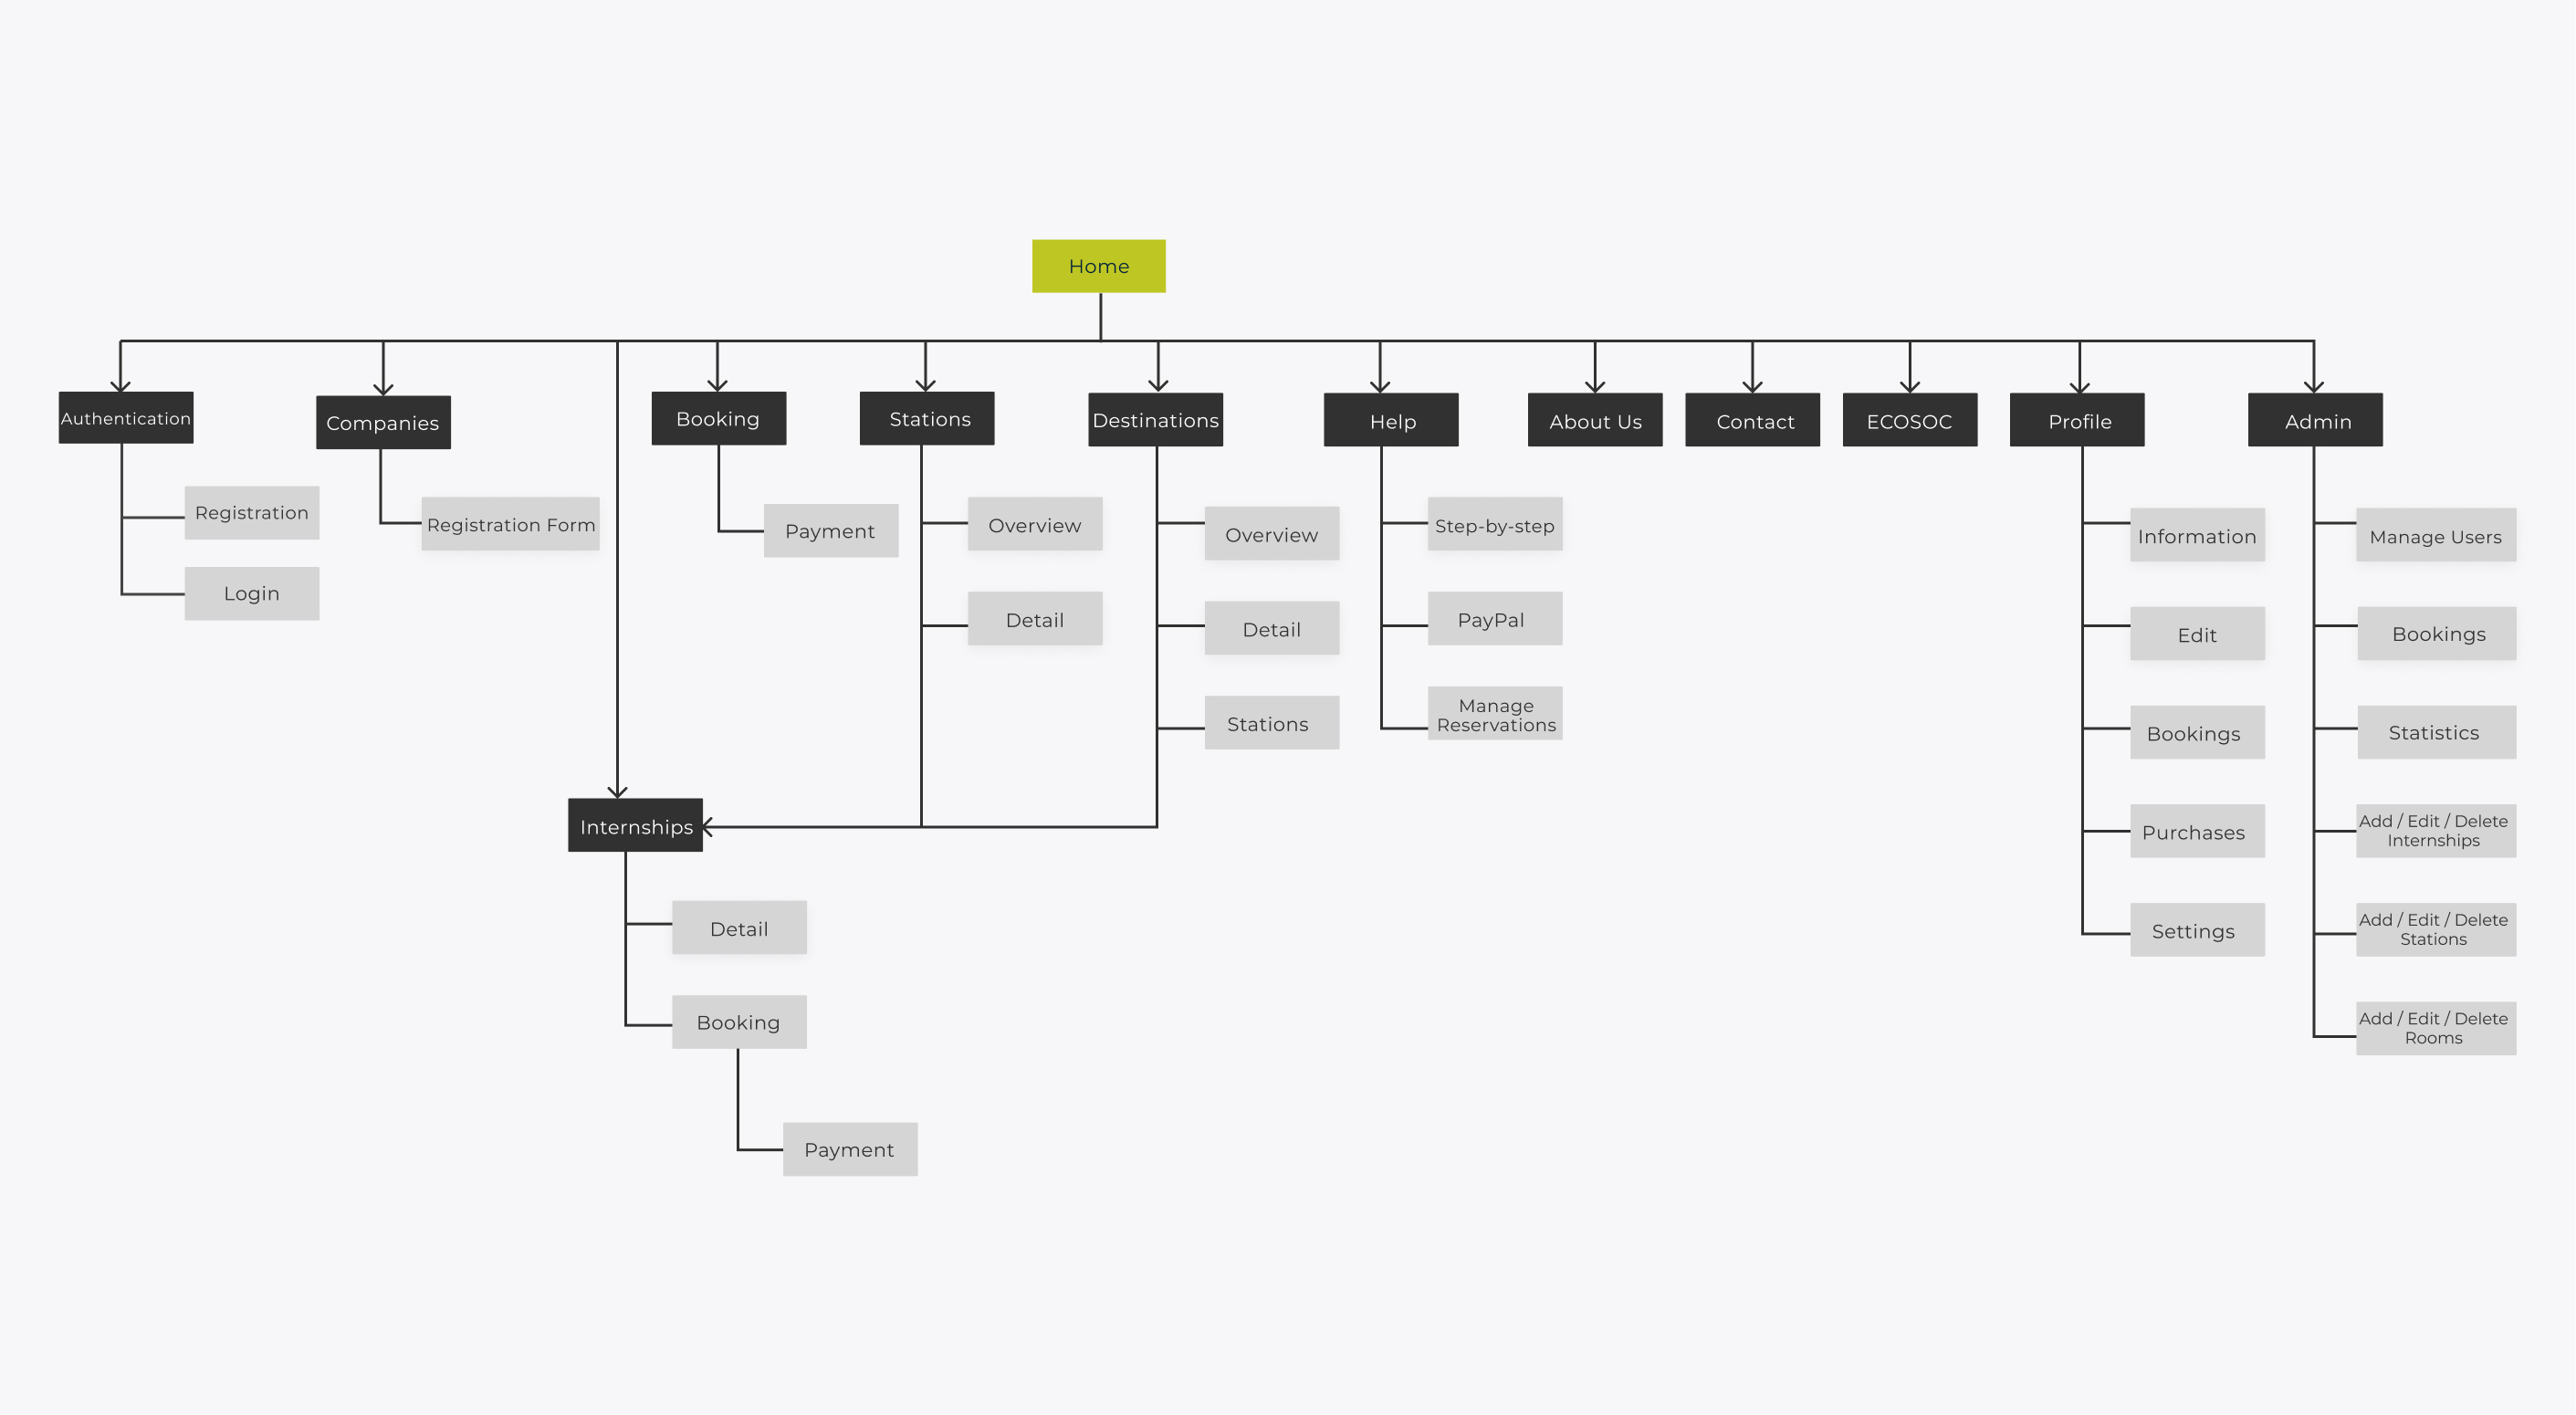 Home
Authentication
Companies
Booking
Stations
Destinations
Help
About Us
Contact
ECOSOC
Profile
Admin
Registration
Login
Registration Form
Payment
Overview
Detail
Overview
Detail
Stations
Step-by-step
PayPal
Manage
Reservations
Information
Edit
Bookings
Purchases
Settings
Manage Users
Bookings
Statistics
Add / Edit / Delete
Internships
Add / Edit / Delete
Stations
Add / Edit / Delete
Rooms
Internships
Detail
Booking
Payment